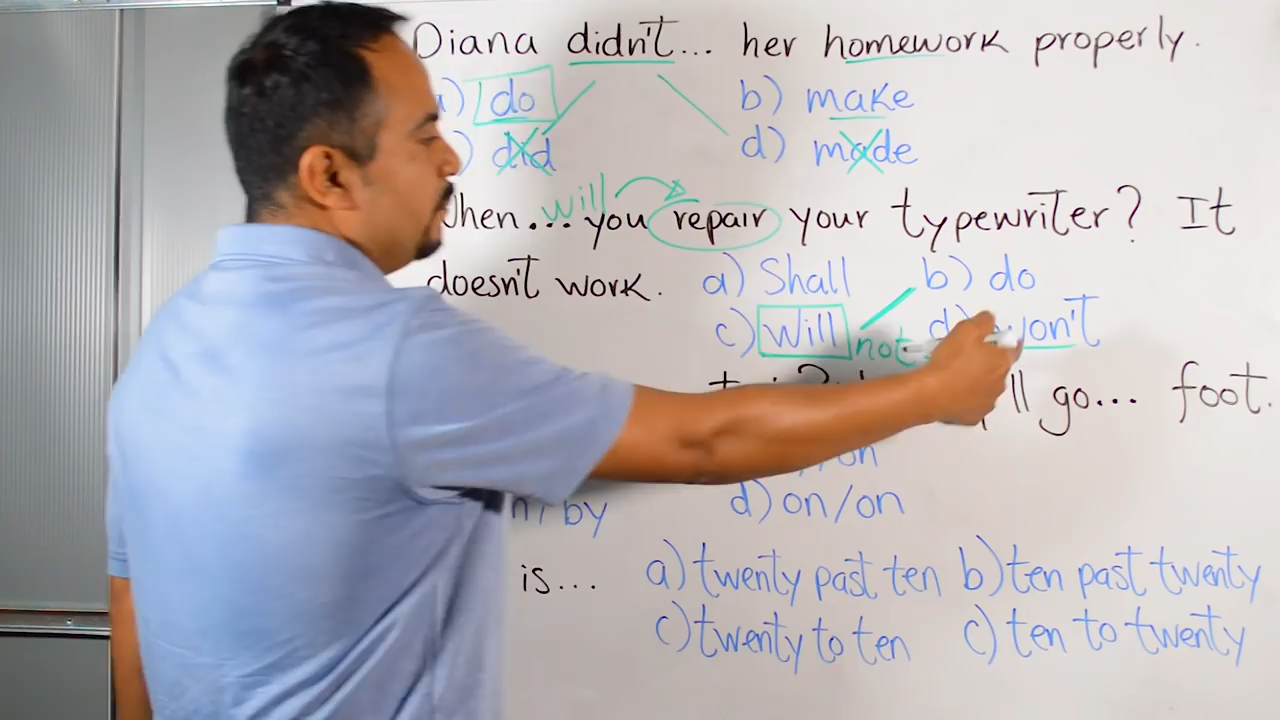 Diana didn't... her homework properly.
a) do b) make
) did d) made
will
When... you repair your typewriter? It
doesn't work. a) Shall b) do
c) Will d) won't
not
'll go... foot.
/on
n/by d) on/on
is... a) twenty past ten b) ten past twenty
c) twenty to ten c) ten to twenty